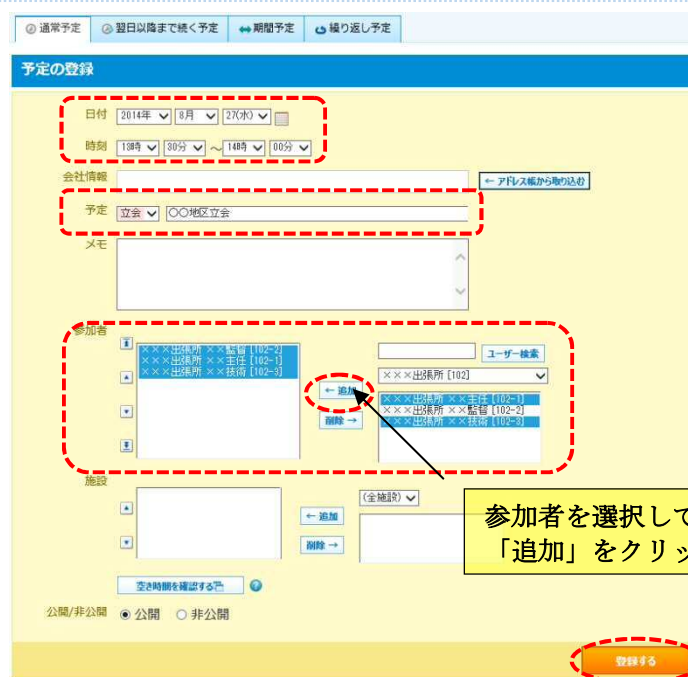 通常予定 翌日以降まで続く予定 期間予定 繰り返し予定
予定の登録
日付 2014年 8月 27(水)
時刻 13時 30分 ～ 14時 00分
会社情報 ← アドレス帳から取り込む
予定 立会 〇〇地区立会
メモ
参加者
×××出張所 ××監督 [102-2]
×××出張所 ××主任 [102-1]
×××出張所 ××技術 [102-3]
ユーザー検索
×××出張所 [102]
← 追加
削除 →
×××出張所 ××主任 [102-1]
×××出張所 ××監督 [102-2]
×××出張所 ××技術 [102-3]
施設
(全施設)
← 追加
削除 →
参加者を選択して
「追加」をクリッ
空き時間を確認する
公開/非公開 公開 非公開
登録する